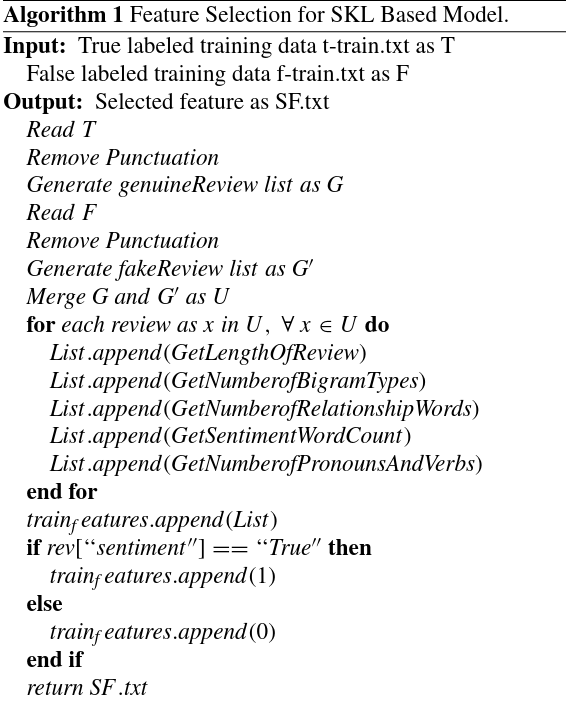 Algorithm 1 Feature Selection for SKL Based Model.
Input: True labeled training data t-train.txt as T
False labeled training data f-train.txt as F
Output: Selected feature as SF.txt
Read T
Remove Punctuation
Generate genuineReview list as G
Read F
Remove Punctuation
Generate fakeReview list as G′
Merge G and G′ as U
for each review as x in U, ∀ x ∈ U do
List.append(GetLengthOfReview)
List.append(GetNumberofBigramTypes)
List.append(GetNumberofRelationshipWords)
List.append(GetSentimentWordCount)
List.append(GetNumberofPronounsAndVerbs)
end for
train_f eatures.append(List)
if rev[‘‘sentiment″] == ‘‘True″ then
train_f eatures.append(1)
else
train_f eatures.append(0)
end if
return SF.txt